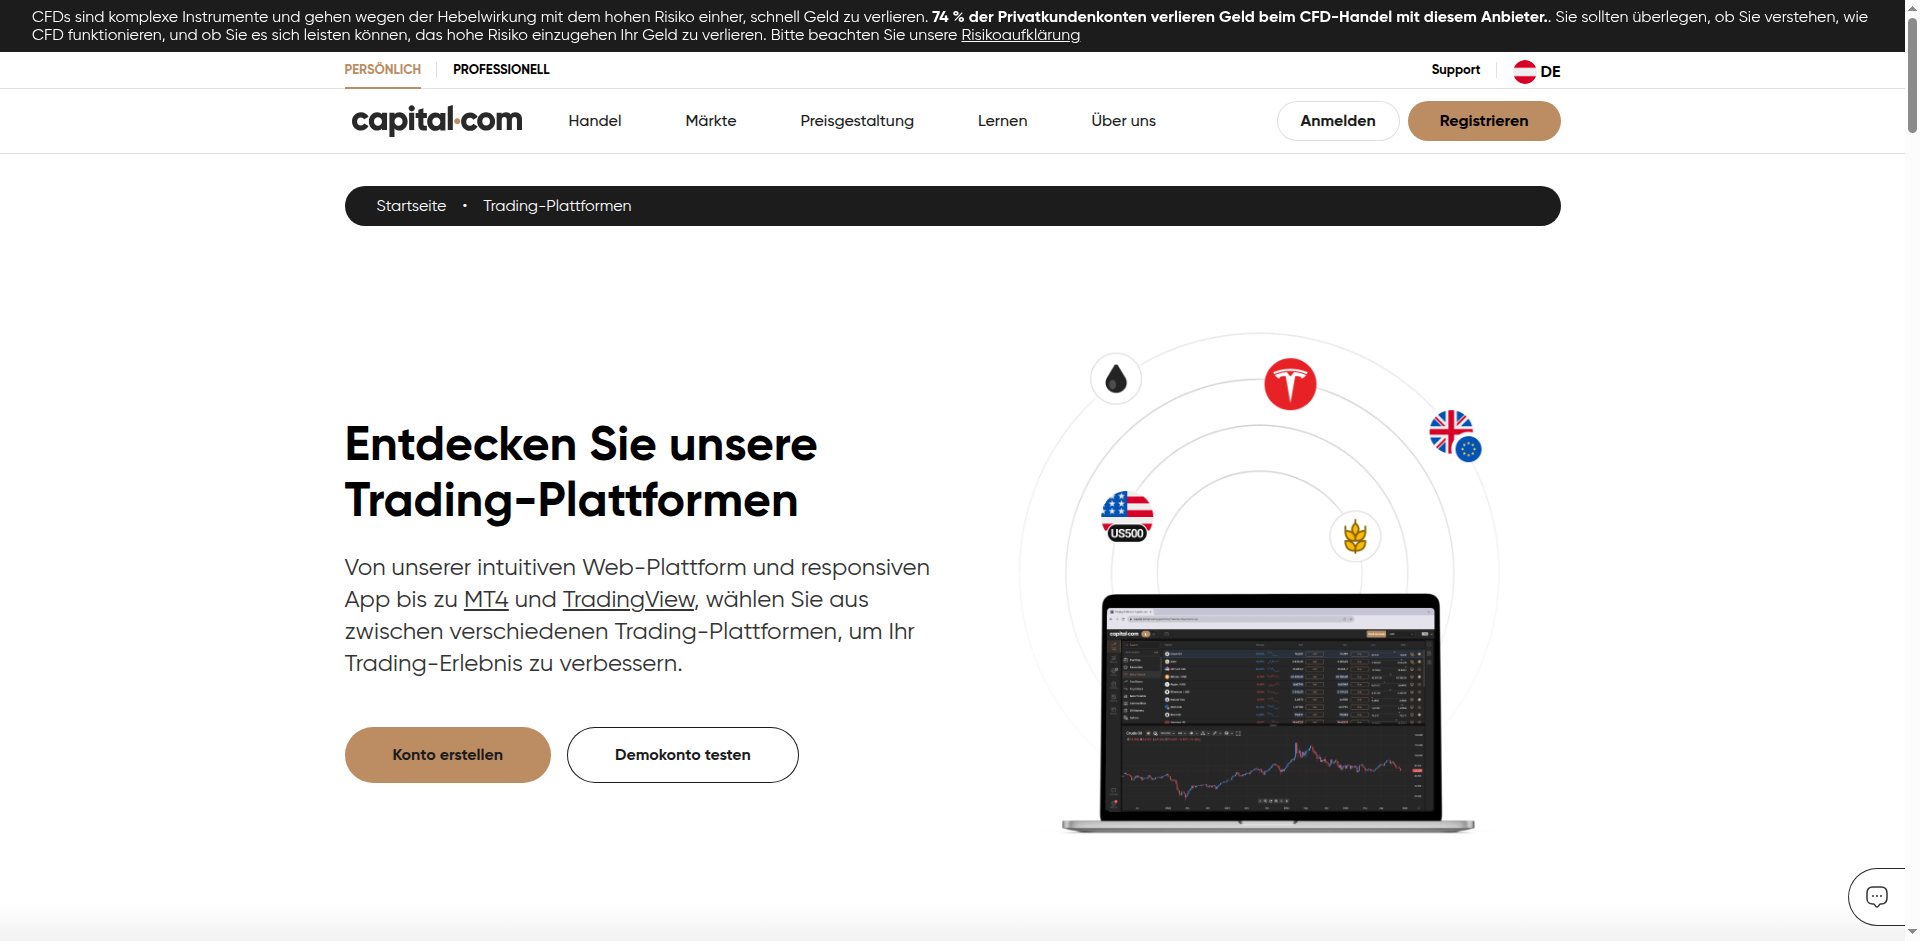 CFDs sind komplexe Instrumente und gehen wegen der Hebelwirkung mit dem hohen Risiko einher, schnell Geld zu verlieren. 74 % der Privatkundenkonten verlieren Geld beim CFD-Handel mit diesem Anbieter.. Sie sollten überlegen, ob Sie verstehen, wie
CFD funktionieren, und ob Sie es sich leisten können, das hohe Risiko einzugehen Ihr Geld zu verlieren. Bitte beachten Sie unsere Risikoaufklärung
PERSÖNLICH PROFESSIONELL Support DE
capital.com Handel Märkte Preisgestaltung Lernen Über uns Anmelden Registrieren
Startseite • Trading-Plattformen
Entdecken Sie unsere
Trading-Plattformen
Von unserer intuitiven Web-Plattform und responsiven
App bis zu MT4 und TradingView, wählen Sie aus
zwischen verschiedenen Trading-Plattformen, um Ihr
Trading-Erlebnis zu verbessern.
Konto erstellen Demokonto testen
US500
capital.com